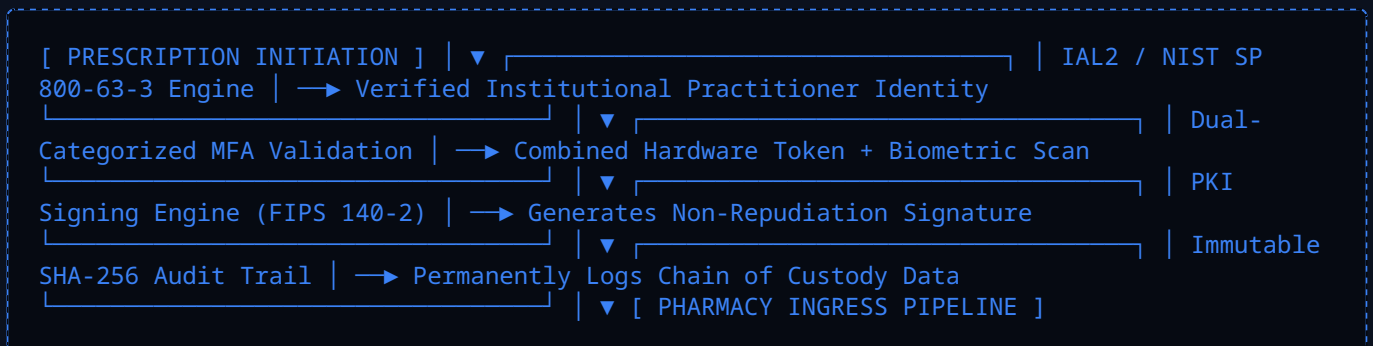 [ PRESCRIPTION INITIATION ] │ ▼ ┌───────────────────────────────────┐ │ IAL2 / NIST SP
800-63-3 Engine │ ──► Verified Institutional Practitioner Identity
└───────────────────────────────────┘ │ ▼ ┌───────────────────────────────────┐ │ Dual-
Categorized MFA Validation │ ──► Combined Hardware Token + Biometric Scan
└───────────────────────────────────┘ │ ▼ ┌───────────────────────────────────┐ │ PKI
Signing Engine (FIPS 140-2) │ ──► Generates Non-Repudiation Signature
└───────────────────────────────────┘ │ ▼ ┌───────────────────────────────────┐ │ Immutable
SHA-256 Audit Trail │ ──► Permanently Logs Chain of Custody Data
└───────────────────────────────────┘ │ ▼ [ PHARMACY INGRESS PIPELINE ]